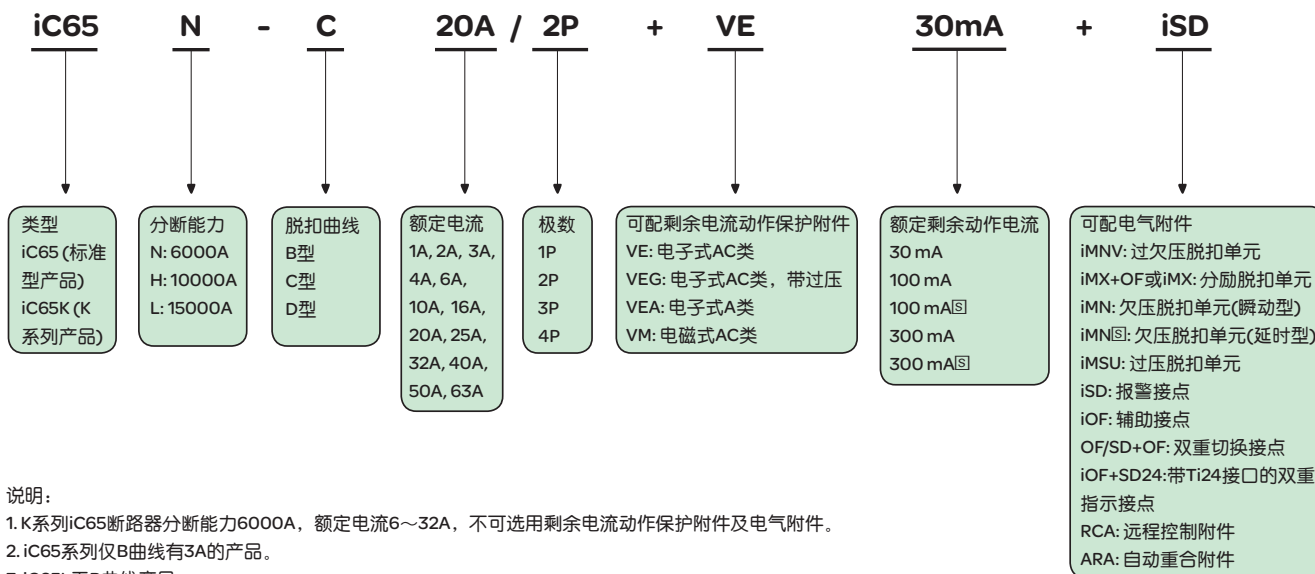 iC65 N - C 20A / 2P + VE 30mA + iSD
类型
iC65 (标准
型产品)
iC65K (K
系列产品)
分断能力
N: 6000A
H: 10000A
L: 15000A
脱扣曲线
B型
C型
D型
额定电流
1A, 2A, 3A,
4A, 6A,
10A, 16A,
20A, 25A,
32A, 40A,
50A, 63A
极数
1P
2P
3P
4P
可配剩余电流动作保护附件
VE: 电子式AC类
VEG: 电子式AC类，带过压
VEA: 电子式A类
VM: 电磁式AC类
额定剩余动作电流
30 mA
100 mA
100 mA🅂
300 mA
300 mA🅂
可配电气附件
iMNV: 过欠压脱扣单元
iMX+OF或iMX: 分励脱扣单元
iMN: 欠压脱扣单元(瞬动型)
iMN🅂: 欠压脱扣单元(延时型)
iMSU: 过压脱扣单元
iSD: 报警接点
iOF: 辅助接点
OF/SD+OF: 双重切换接点
iOF+SD24:带Ti24接口的双重
指示接点
RCA: 远程控制附件
ARA: 自动重合附件
说明：
1. K系列iC65断路器分断能力6000A，额定电流6～32A，不可选用剩余电流动作保护附件及电气附件。
2. iC65系列仅B曲线有3A的产品。